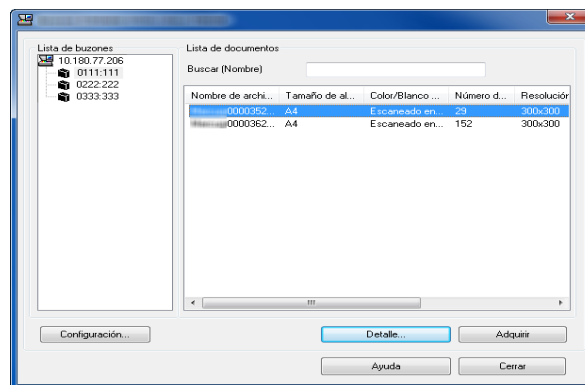 Lista de buzones
10.180.77.206
0111:111
0222:222
0333:333
Lista de documentos
Buscar (Nombre)
Nombre de archi... Tamaño de al... Color/Blanco ... Número d... Resolución
0000352... A4 Escaneado en... 29 300x300
0000362... A4 Escaneado en... 152 300x300
Configuración... Detalle... Adquirir
Ayuda Cerrar